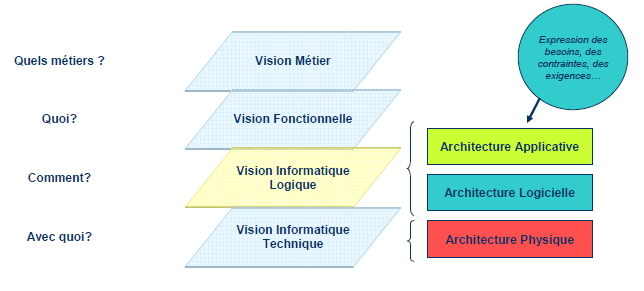 Quels métiers ?
Vision Métier
Expression des
besoins, des
contraintes, des
exigences…
Quoi?
Vision Fonctionnelle
Architecture Applicative
Comment?
Vision Informatique
Logique
Architecture Logicielle
Avec quoi?
Vision Informatique
Technique
Architecture Physique